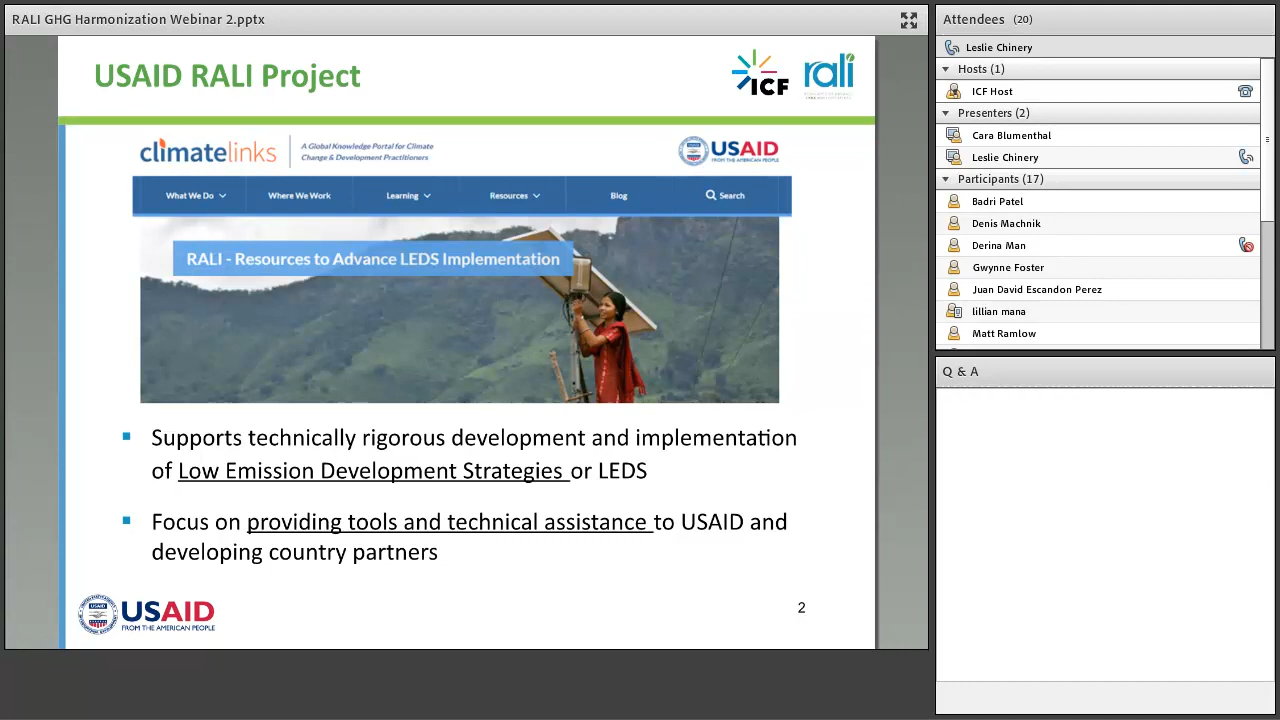 RALI GHG Harmonization Webinar 2.pptx
USAID RALI Project
ICF
rali
climatelinks
A Global Knowledge Portal for Climate
Change & Development Practitioners
USAID
FROM THE AMERICAN PEOPLE
What We Do
Where We Work
Learning
Resources
Blog
Search
RALI - Resources to Advance LEDS Implementation
Supports technically rigorous development and implementation
of Low Emission Development Strategies or LEDS
Focus on providing tools and technical assistance to USAID and
developing country partners
USAID
FROM THE AMERICAN PEOPLE
2
Attendees (20)
Leslie Chinery
Hosts (1)
ICF Host
Presenters (2)
Cara Blumenthal
Leslie Chinery
Participants (17)
Badri Patel
Denis Machnik
Derina Man
Gwynne Foster
Juan David Escandon Perez
lillian mana
Matt Ramlow
Q & A